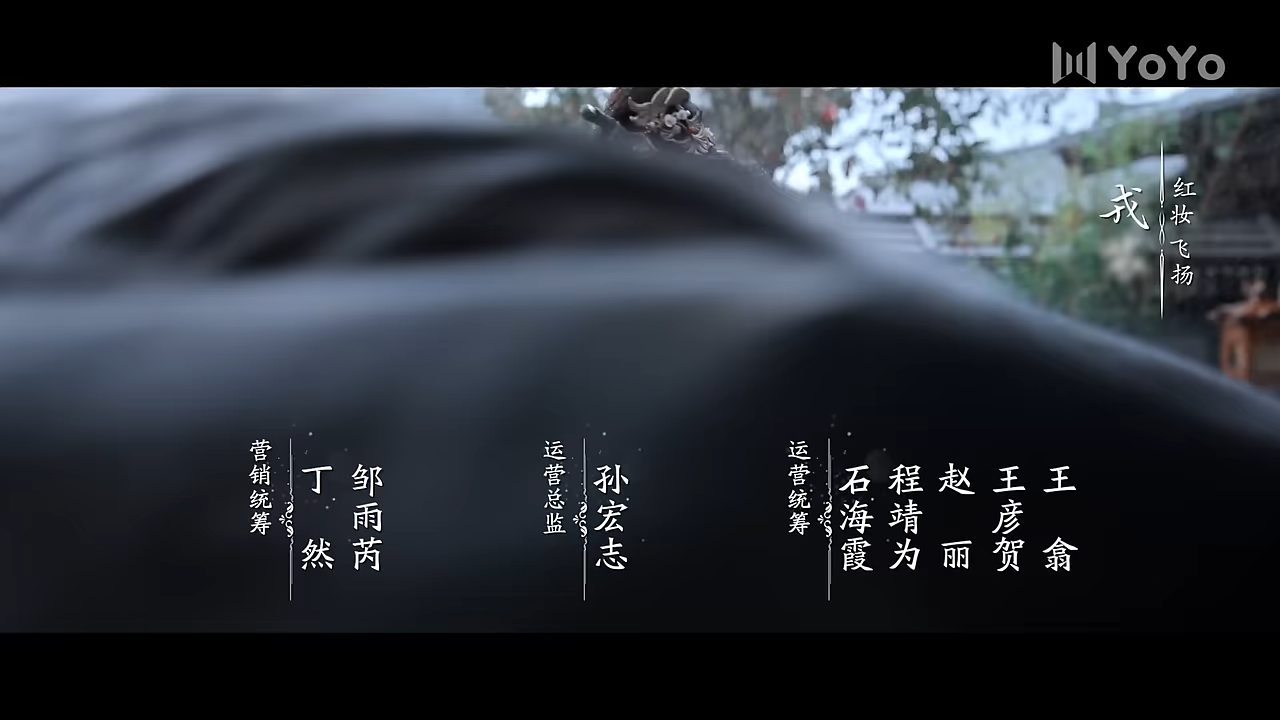 YoYo
戎
红妆飞扬
营销统筹
丁然
邹雨芮
运营总监
孙宏志
运营统筹
石海霞
程靖为
赵丽
王彦贺
王翕